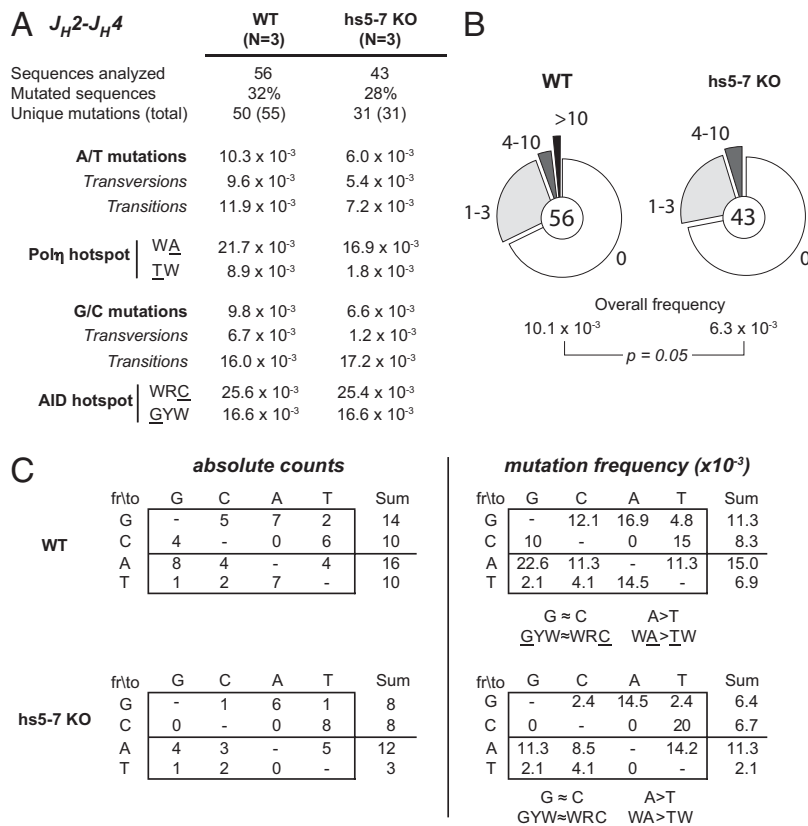 A J_H2-J_H4
WT hs5-7 KO
(N=3) (N=3)
Sequences analyzed 56 43
Mutated sequences 32% 28%
Unique mutations (total) 50 (55) 31 (31)
A/T mutations 10.3 x 10⁻³ 6.0 x 10⁻³
Transversions 9.6 x 10⁻³ 5.4 x 10⁻³
Transitions 11.9 x 10⁻³ 7.2 x 10⁻³
Polη hotspot
WA 21.7 x 10⁻³ 16.9 x 10⁻³
TW 8.9 x 10⁻³ 1.8 x 10⁻³
G/C mutations 9.8 x 10⁻³ 6.6 x 10⁻³
Transversions 6.7 x 10⁻³ 1.2 x 10⁻³
Transitions 16.0 x 10⁻³ 17.2 x 10⁻³
AID hotspot
WRC 25.6 x 10⁻³ 25.4 x 10⁻³
GYW 16.6 x 10⁻³ 16.6 x 10⁻³
B
WT hs5-7 KO
>10
4-10
1-3
56
0
4-10
1-3
43
0
Overall frequency
10.1 x 10⁻³ 6.3 x 10⁻³
p = 0.05
C absolute counts mutation frequency (x10⁻³)
WT
fr\to G C A T Sum
G - 5 7 2 14
C 4 - 0 6 10
A 8 4 - 4 16
T 1 2 7 - 10
fr\to G C A T Sum
G - 12.1 16.9 4.8 11.3
C 10 - 0 15 8.3
A 22.6 11.3 - 11.3 15.0
T 2.1 4.1 14.5 - 6.9
G ≈ C A>T
GYW≈WRC WA>TW
hs5-7 KO
fr\to G C A T Sum
G - 1 6 1 8
C 0 - 0 8 8
A 4 3 - 5 12
T 1 2 0 - 3
fr\to G C A T Sum
G - 2.4 14.5 2.4 6.4
C 0 - 0 20 6.7
A 11.3 8.5 - 14.2 11.3
T 2.1 4.1 0 - 2.1
G ≈ C A>T
GYW≈WRC WA>TW